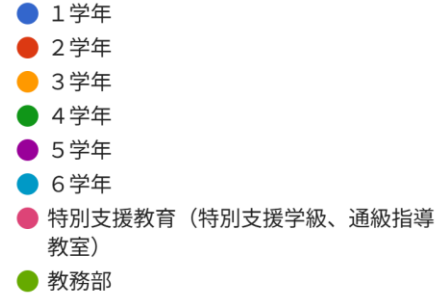 １学年
２学年
３学年
４学年
５学年
６学年
特別支援教育（特別支援学級、通級指導
教室）
教務部